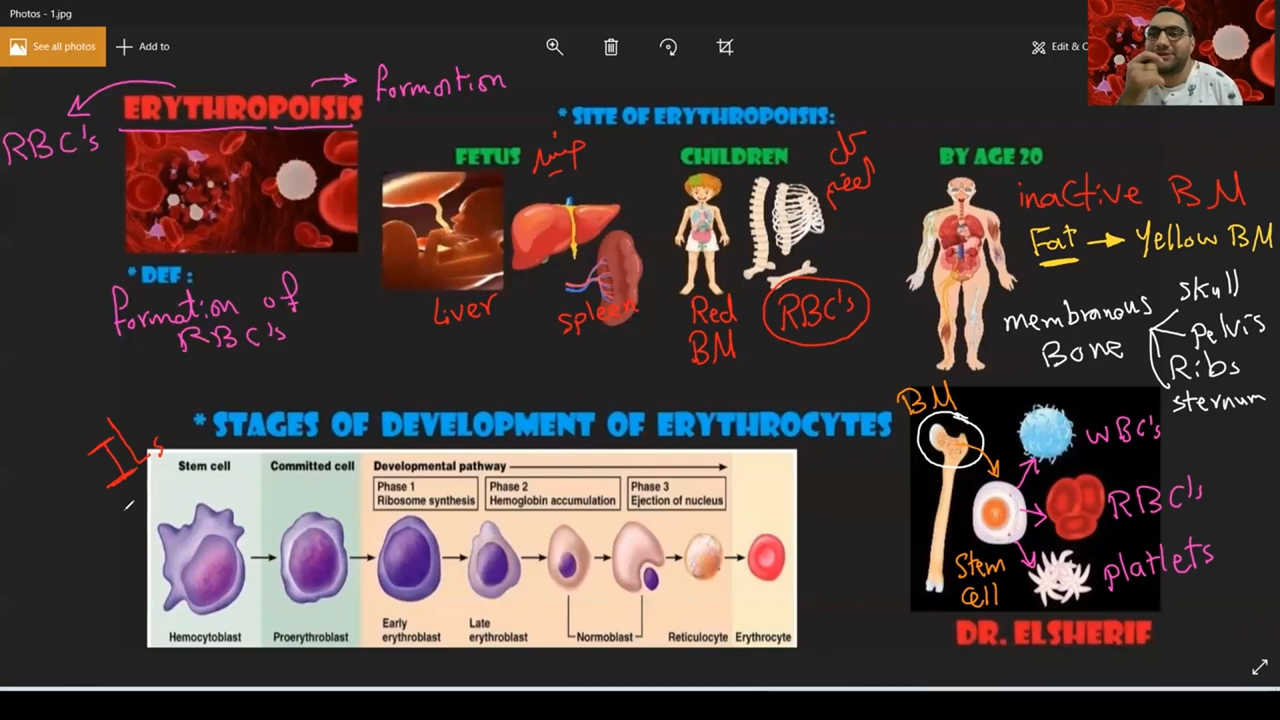 Photos - 1.jpg
See all photos
Add to
Edit & C
ERYTHROPOISIS
Formation
RBC's
* DEF :
Formation of
RBC's
* SITE OF ERYTHROPOISIS:
FETUS
Liver
spleen
CHILDREN
كل
Red
BM
RBC's
BY AGE 20
inactive BM
Fat → Yellow BM
membranous
Bone
skull
pelvis
Ribs
sternum
* STAGES OF DEVELOPMENT OF ERYTHROCYTES
ILs
Stem cell
Committed cell
Developmental pathway
Phase 1
Ribosome synthesis
Phase 2
Hemoglobin accumulation
Phase 3
Ejection of nucleus
Hemocytoblast
Proerythroblast
Early
erythroblast
Late
erythroblast
Normoblast
Reticulocyte
Erythrocyte
BM
Stem
cell
WBC's
RBC's
platelets
DR. ELSHERIF